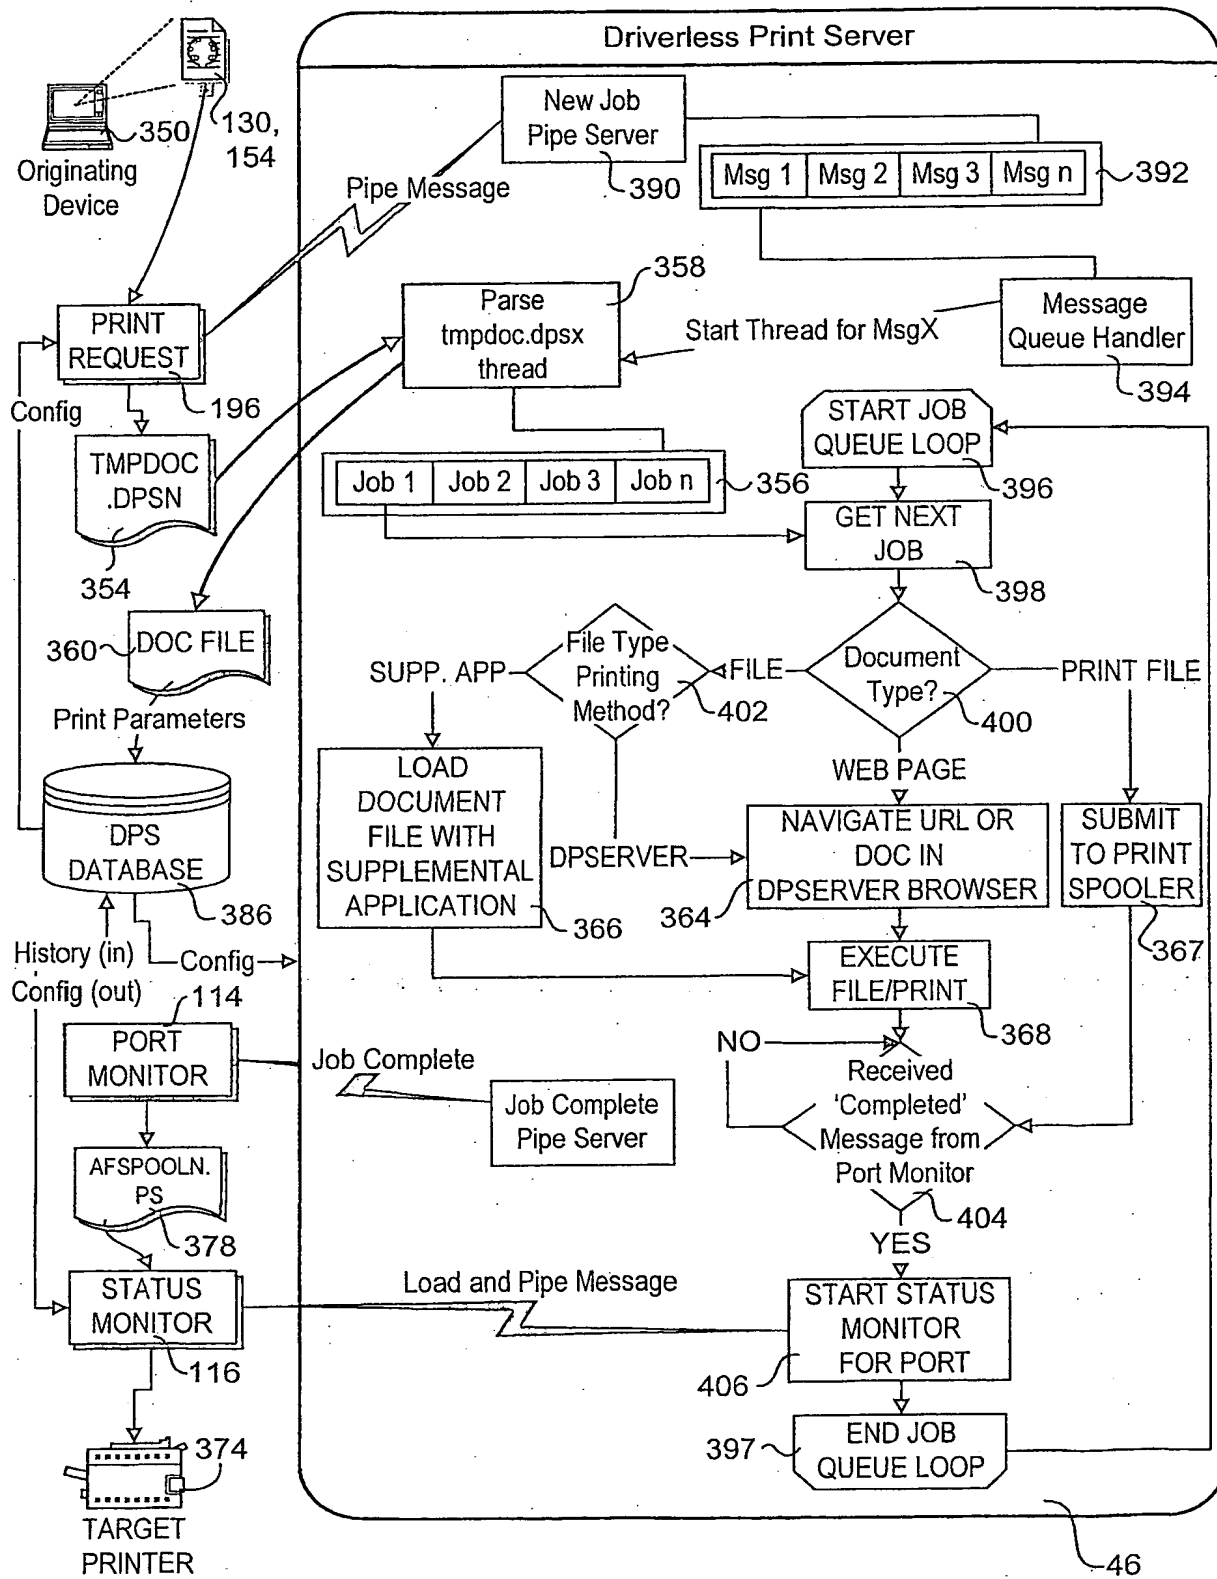 Driverless Print Server
350
Originating
Device
130,
154
New Job
Pipe Server
390
Pipe Message
Msg 1
Msg 2
Msg 3
Msg n
392
PRINT
REQUEST
196
Config
358
Parse
tmpdoc.dpsx
thread
Start Thread for MsgX
Message
Queue Handler
394
TMPDOC
.DPSN
354
Job 1
Job 2
Job 3
Job n
356
START JOB
QUEUE LOOP
396
GET NEXT
JOB
398
DOC FILE
360
Print Parameters
SUPP. APP
File Type
Printing
Method?
402
FILE
Document
Type?
400
PRINT FILE
WEB PAGE
DPS
DATABASE
386
LOAD
DOCUMENT
FILE WITH
SUPPLEMENTAL
APPLICATION
366
DPSERVER
NAVIGATE URL OR
DOC IN
DPSERVER BROWSER
364
SUBMIT
TO PRINT
SPOOLER
367
History (in)
Config (out)
Config
114
EXECUTE
FILE/PRINT
368
PORT
MONITOR
Job Complete
Job Complete
Pipe Server
NO
Received
'Completed'
Message from
Port Monitor
404
YES
AFSPOOLN.
PS
378
Load and Pipe Message
STATUS
MONITOR
116
START STATUS
MONITOR
FOR PORT
406
397
END JOB
QUEUE LOOP
374
TARGET
PRINTER
46